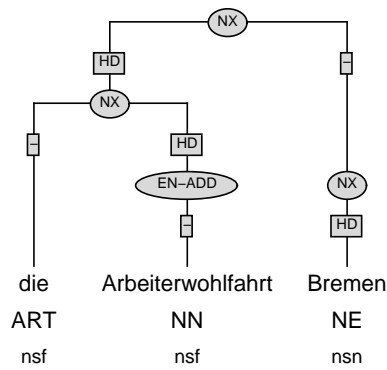 NX
HD –
NX
– HD
EN–ADD NX
– HD
die Arbeiterwohlfahrt Bremen
ART NN NE
nsf nsf nsn